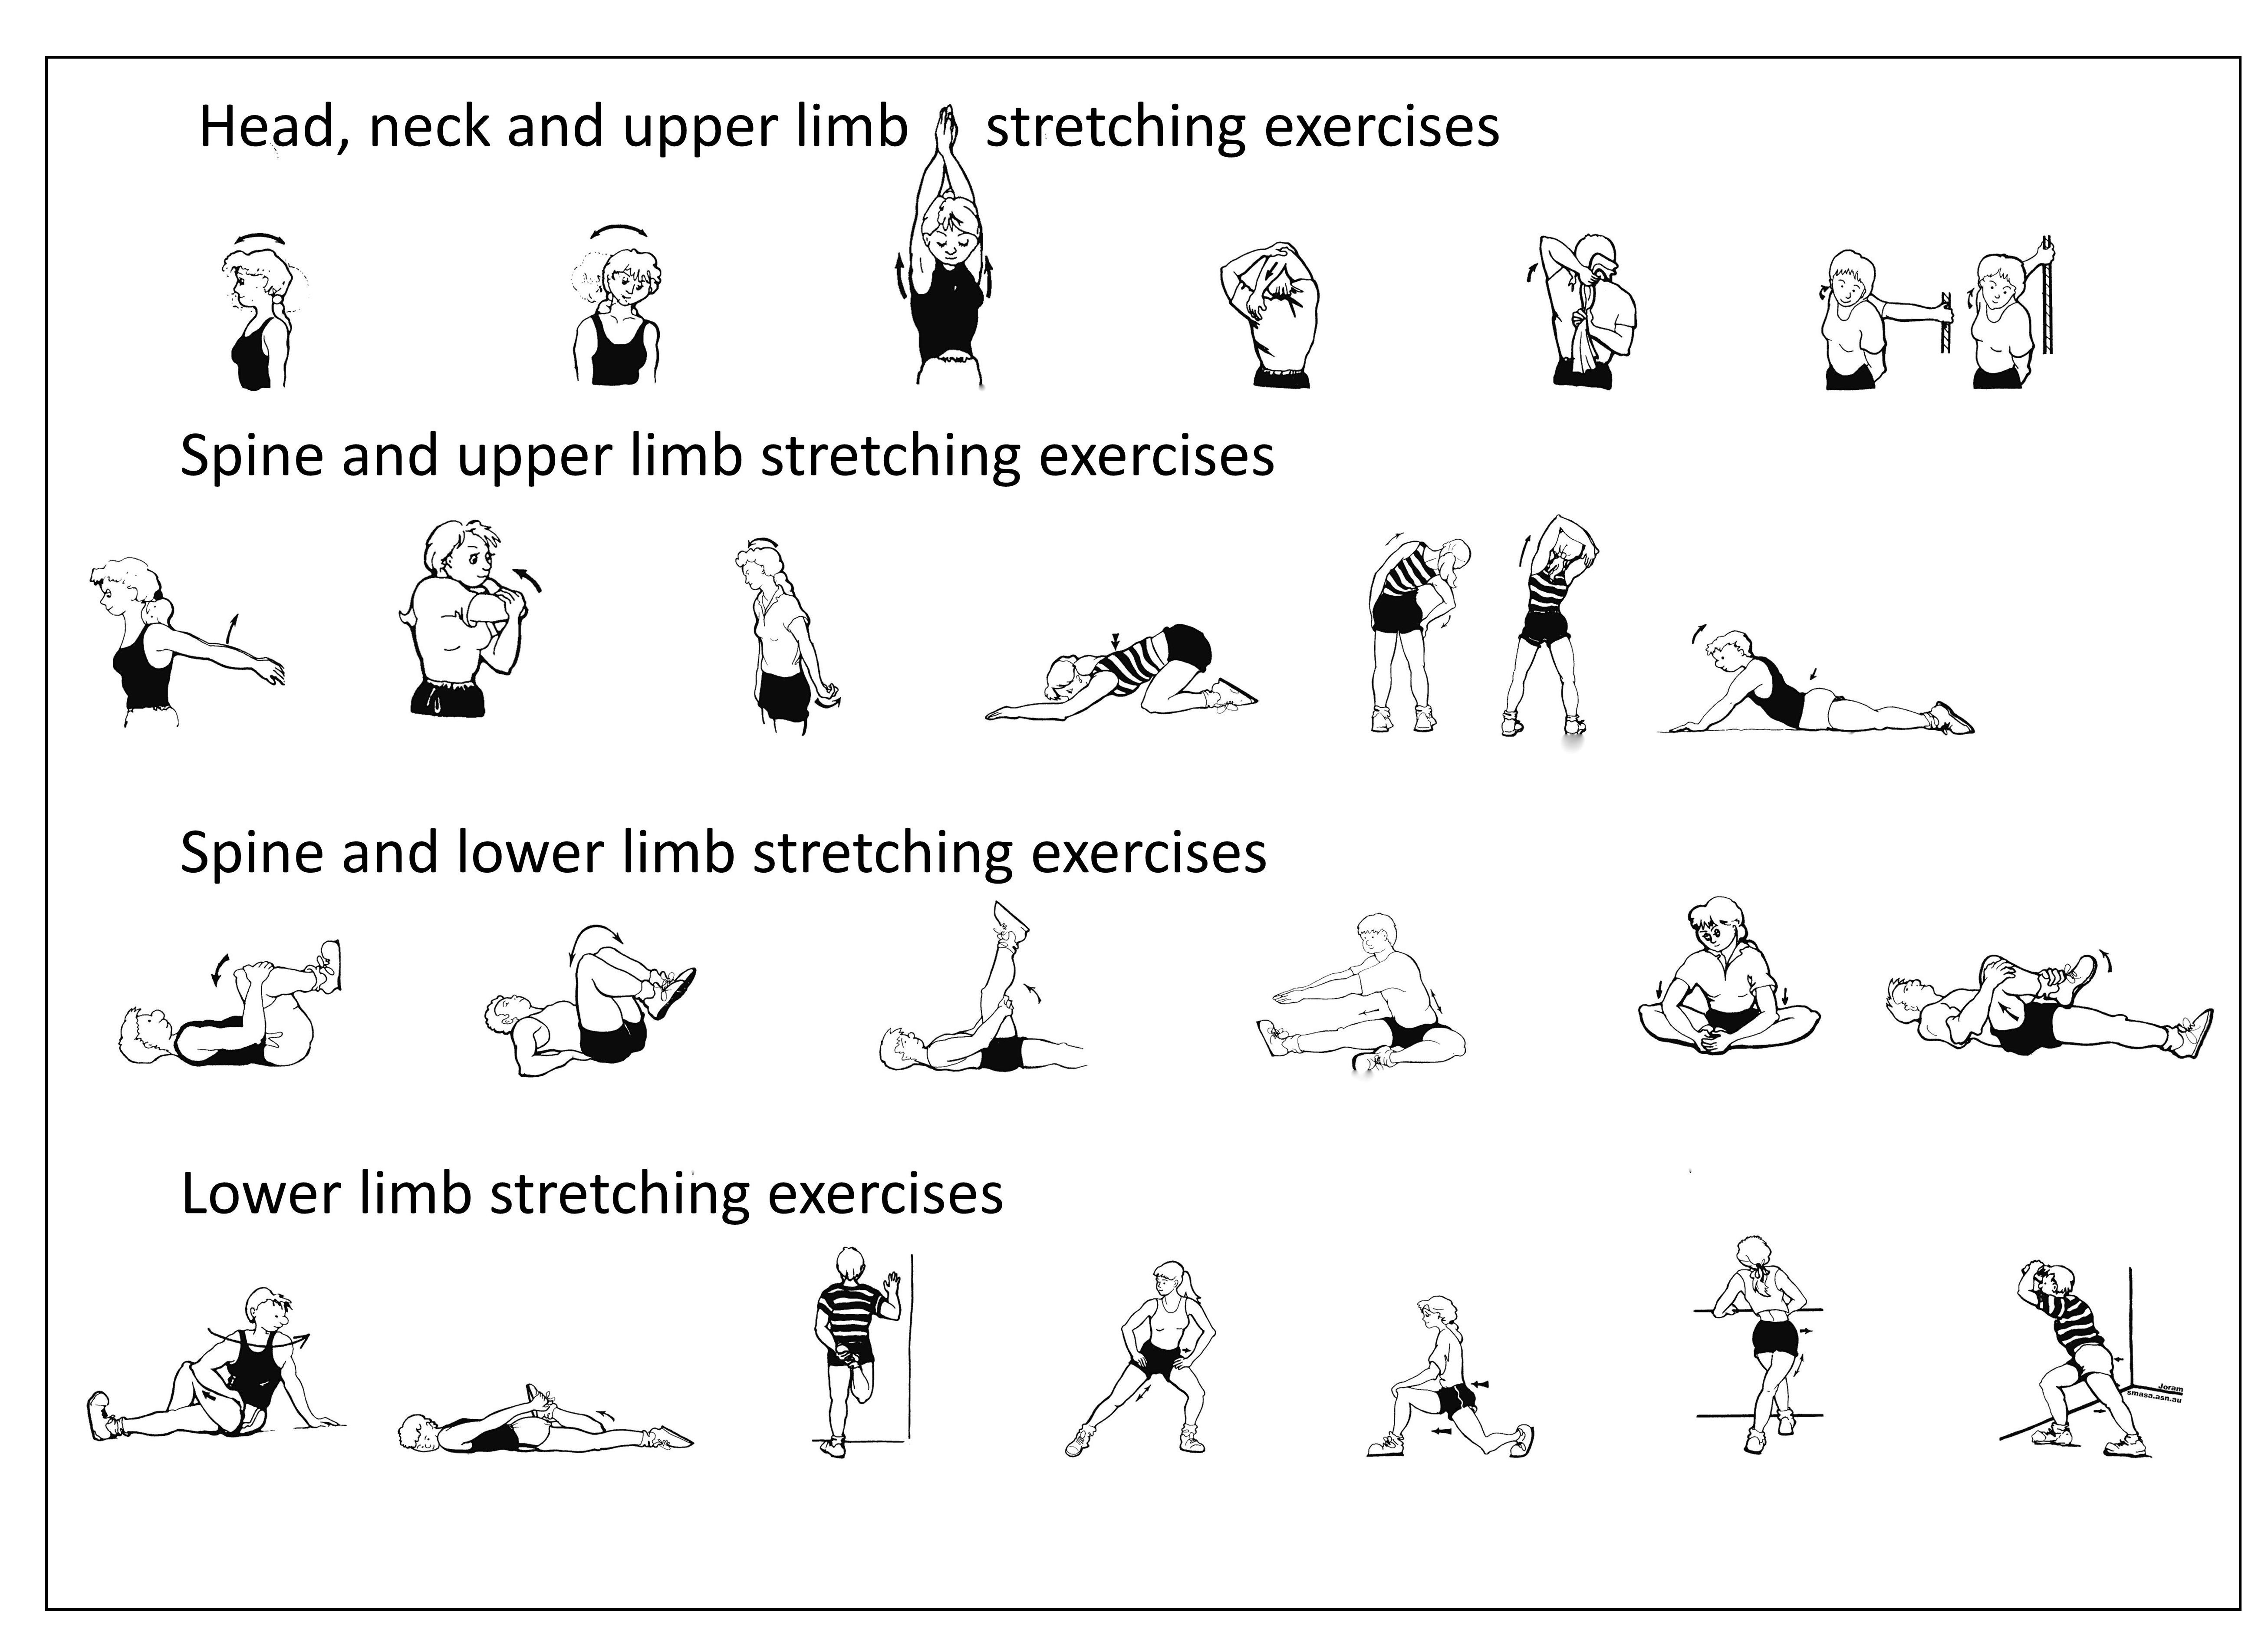 Head, neck and upper limb stretching exercises
Spine and upper limb stretching exercises
Spine and lower limb stretching exercises
Lower limb stretching exercises
Joram
smasa.asn.au